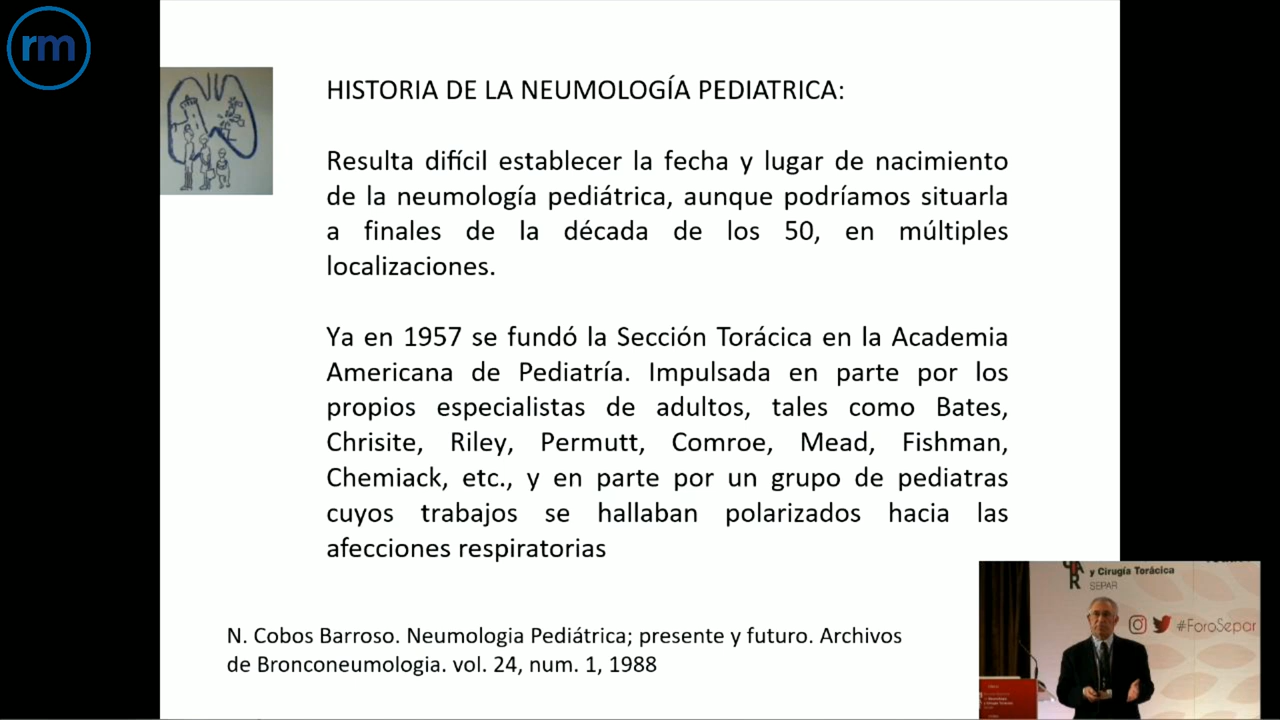 rm
HISTORIA DE LA NEUMOLOGÍA PEDIATRICA:
Resulta difícil establecer la fecha y lugar de nacimiento
de la neumología pediátrica, aunque podríamos situarla
a finales de la década de los 50, en múltiples
localizaciones.
Ya en 1957 se fundó la Sección Torácica en la Academia
Americana de Pediatría. Impulsada en parte por los
propios especialistas de adultos, tales como Bates,
Chrisite, Riley, Permutt, Comroe, Mead, Fishman,
Chemiack, etc., y en parte por un grupo de pediatras
cuyos trabajos se hallaban polarizados hacia las
afecciones respiratorias
N. Cobos Barroso. Neumologia Pediátrica; presente y futuro. Archivos
de Bronconeumologia. vol. 24, num. 1, 1988
y Cirugía Torácica
SEPAR
#ForoSepar